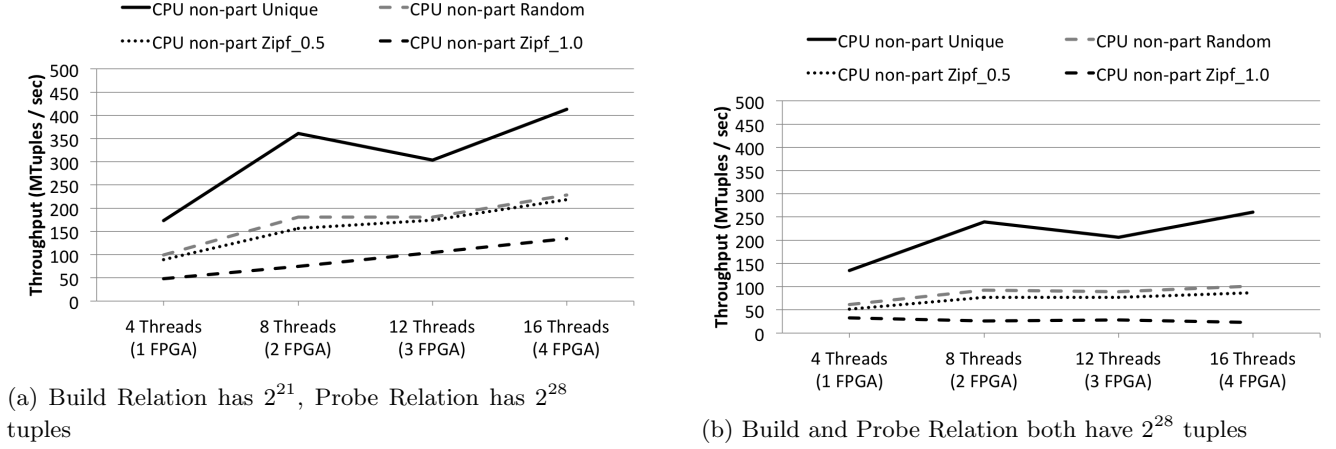 CPU non-part Unique
CPU non-part Random
CPU non-part Zipf_0.5
CPU non-part Zipf_1.0
Throughput (MTuples / sec)
500
450
400
350
300
250
200
150
100
50
0
4 Threads 8 Threads 12 Threads 16 Threads
(1 FPGA) (2 FPGA) (3 FPGA) (4 FPGA)
(a) Build Relation has 2^21, Probe Relation has 2^28
tuples
CPU non-part Unique
CPU non-part Random
CPU non-part Zipf_0.5
CPU non-part Zipf_1.0
Throughput (MTuples / sec)
500
450
400
350
300
250
200
150
100
50
0
4 Threads 8 Threads 12 Threads 16 Threads
(1 FPGA) (2 FPGA) (3 FPGA) (4 FPGA)
(b) Build and Probe Relation both have 2^28 tuples